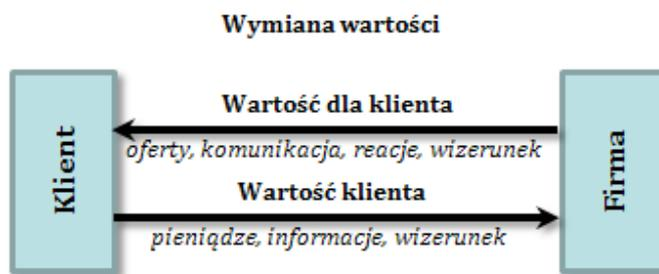 Wymiana wartości
Wartość dla klienta
oferty, komunikacja, reacje, wizerunek
Wartość klienta
pieniądze, informacje, wizerunek
Klient
Firma